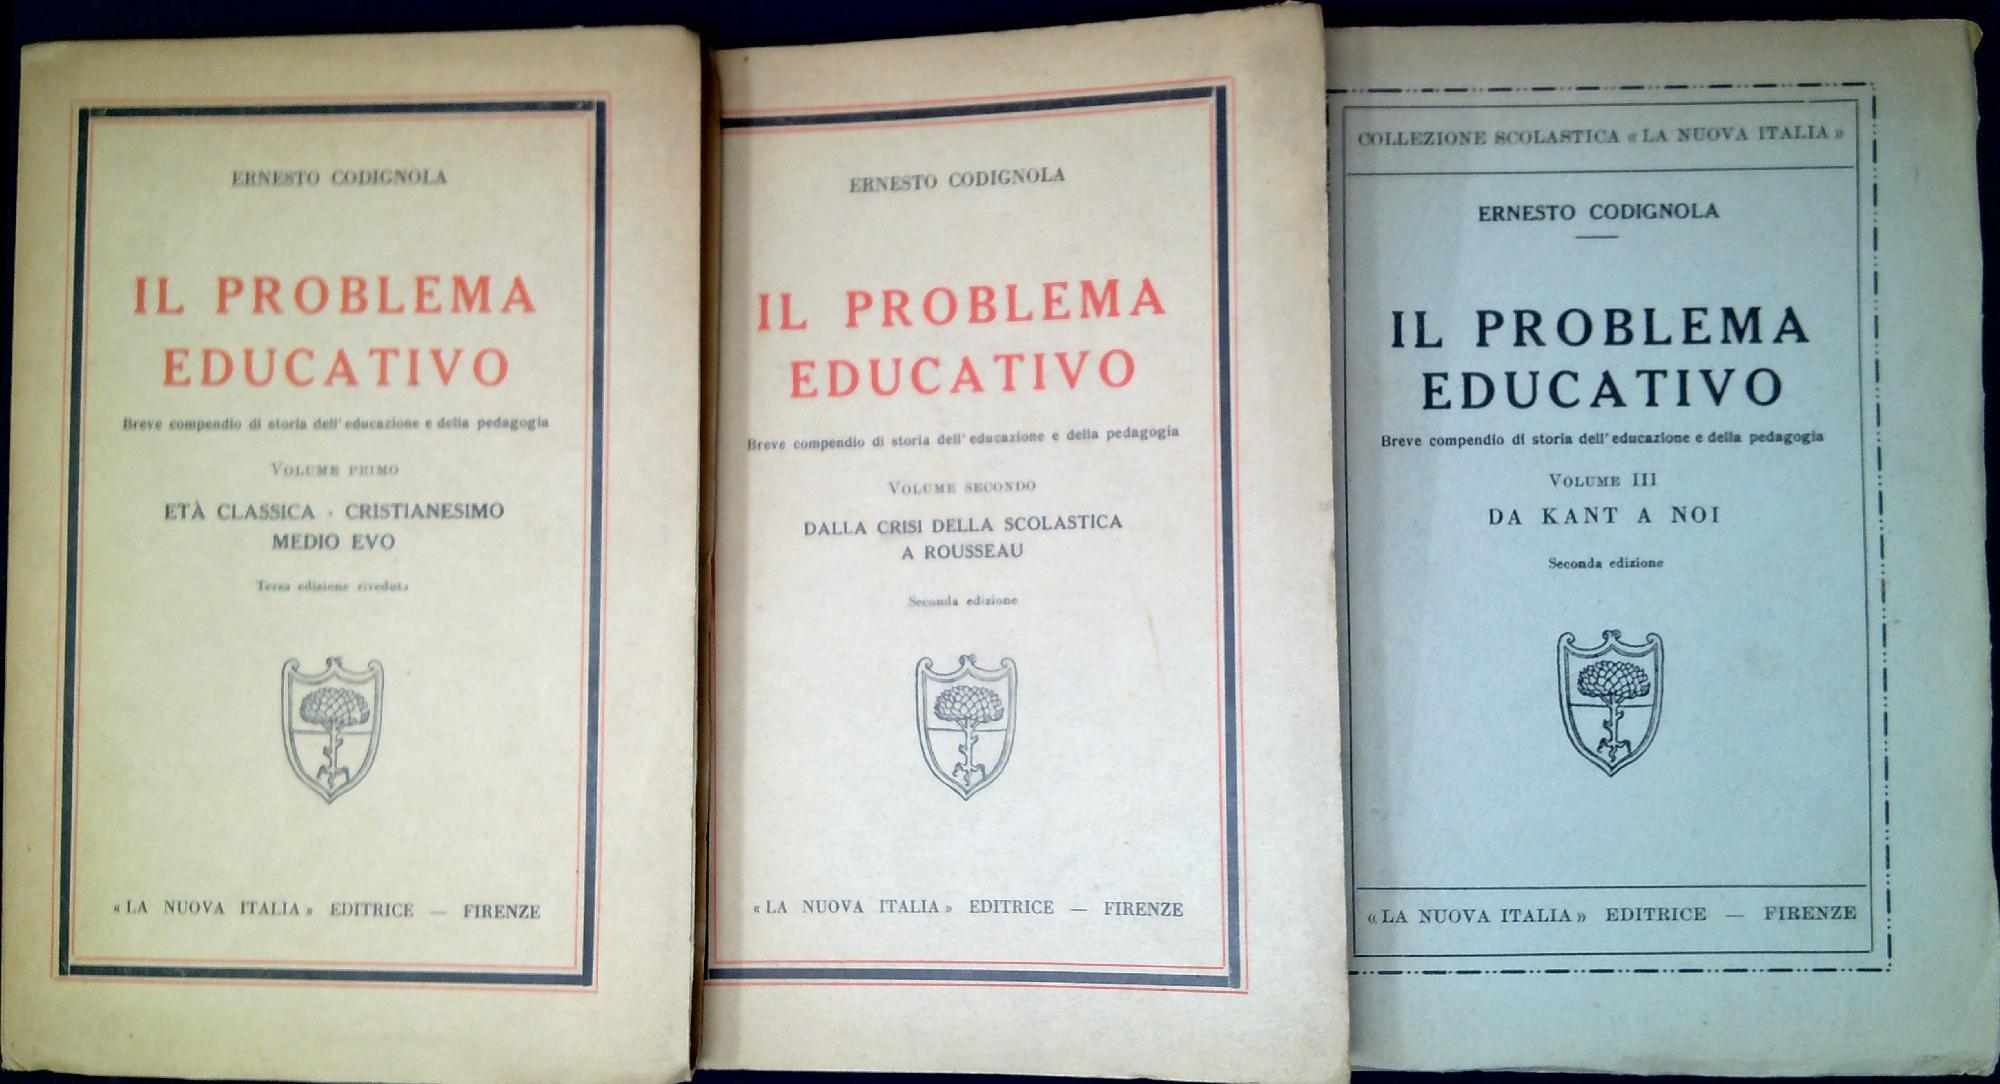 ERNESTO CODIGNOLA
IL PROBLEMA
EDUCATIVO
Breve compendio di storia dell'educazione e della pedagogia
VOLUME PRIMO
ETÀ CLASSICA - CRISTIANESIMO
MEDIO EVO
Terza edizione riveduta
«LA NUOVA ITALIA» EDITRICE — FIRENZE
ERNESTO CODIGNOLA
IL PROBLEMA
EDUCATIVO
Breve compendio di storia dell'educazione e della pedagogia
VOLUME SECONDO
DALLA CRISI DELLA SCOLASTICA
A ROUSSEAU
Seconda edizione
«LA NUOVA ITALIA» EDITRICE — FIRENZE
COLLEZIONE SCOLASTICA «LA NUOVA ITALIA»
ERNESTO CODIGNOLA
IL PROBLEMA
EDUCATIVO
Breve compendio di storia dell'educazione e della pedagogia
VOLUME III
DA KANT A NOI
Seconda edizione
«LA NUOVA ITALIA» EDITRICE — FIRENZE